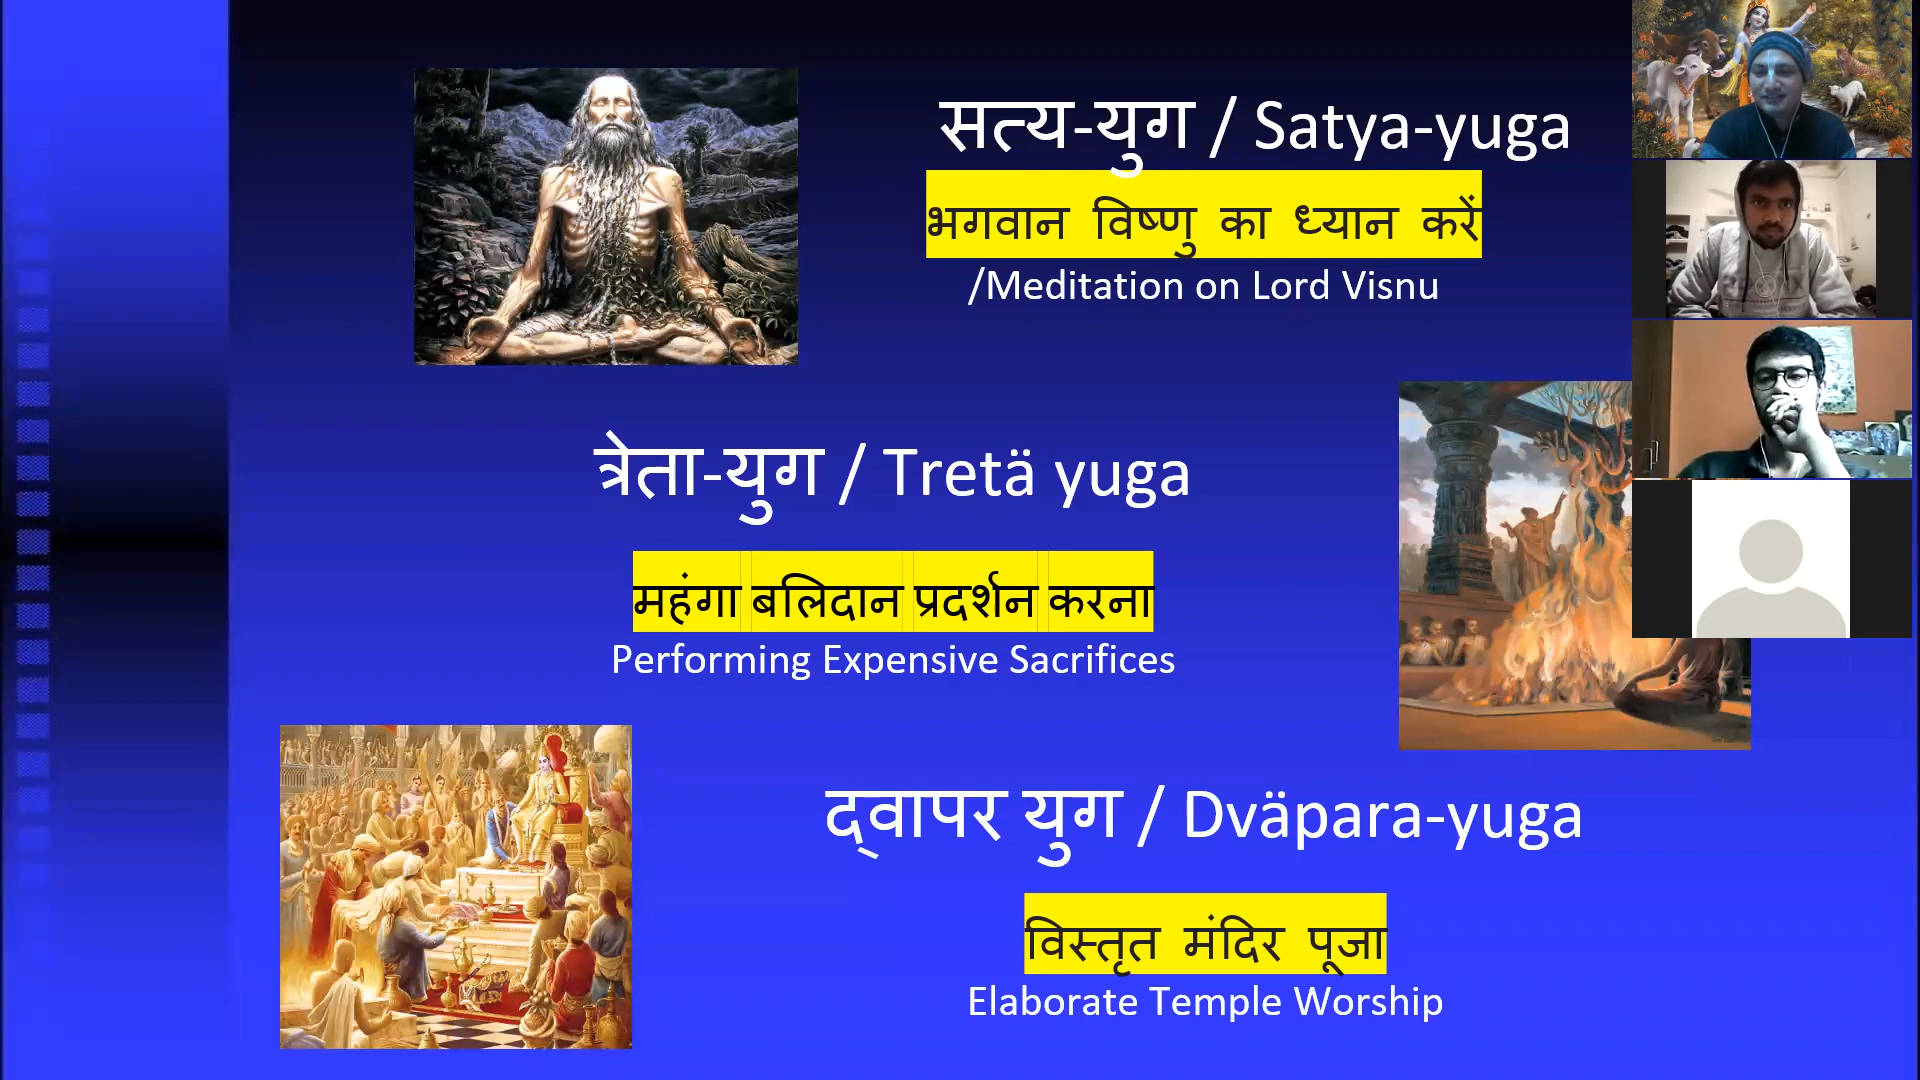 सत्य-युग / Satya-yuga
भगवान विष्णु का ध्यान करें
/Meditation on Lord Visnu
त्रेता-युग / Tretä yuga
महंगा बलिदान प्रदर्शन करना
Performing Expensive Sacrifices
द्वापर युग / Dväpara-yuga
विस्तृत मंदिर पूजा
Elaborate Temple Worship